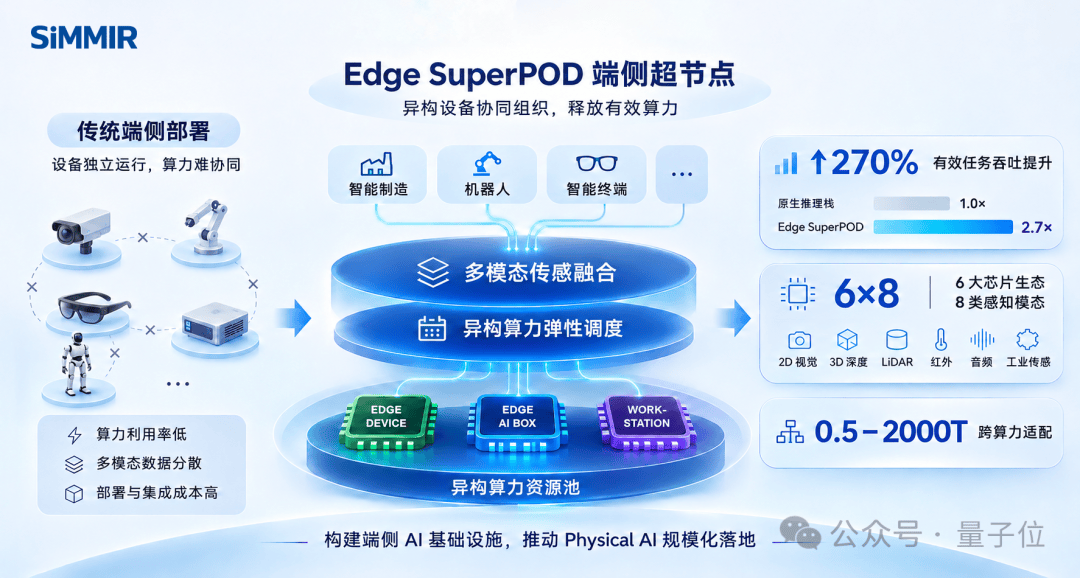 SiMMIR
Edge SuperPOD 端侧超节点
异构设备协同组织，释放有效算力
传统端侧部署
设备独立运行，算力难协同
算力利用率低
多模态数据分散
部署与集成成本高
智能制造
机器人
智能终端
...
多模态传感融合
异构算力弹性调度
EDGE
DEVICE
EDGE
AI BOX
WORK-
STATION
异构算力资源池
↑270% 有效任务吞吐提升
原生推理栈 1.0×
Edge SuperPOD 2.7×
6×8
6 大芯片生态
8 类感知模态
2D 视觉
3D 深度
LiDAR
红外
音频
工业传感
0.5–2000T 跨算力适配
构建端侧 AI 基础设施，推动 Physical AI 规模化落地
公众号 · 量子位